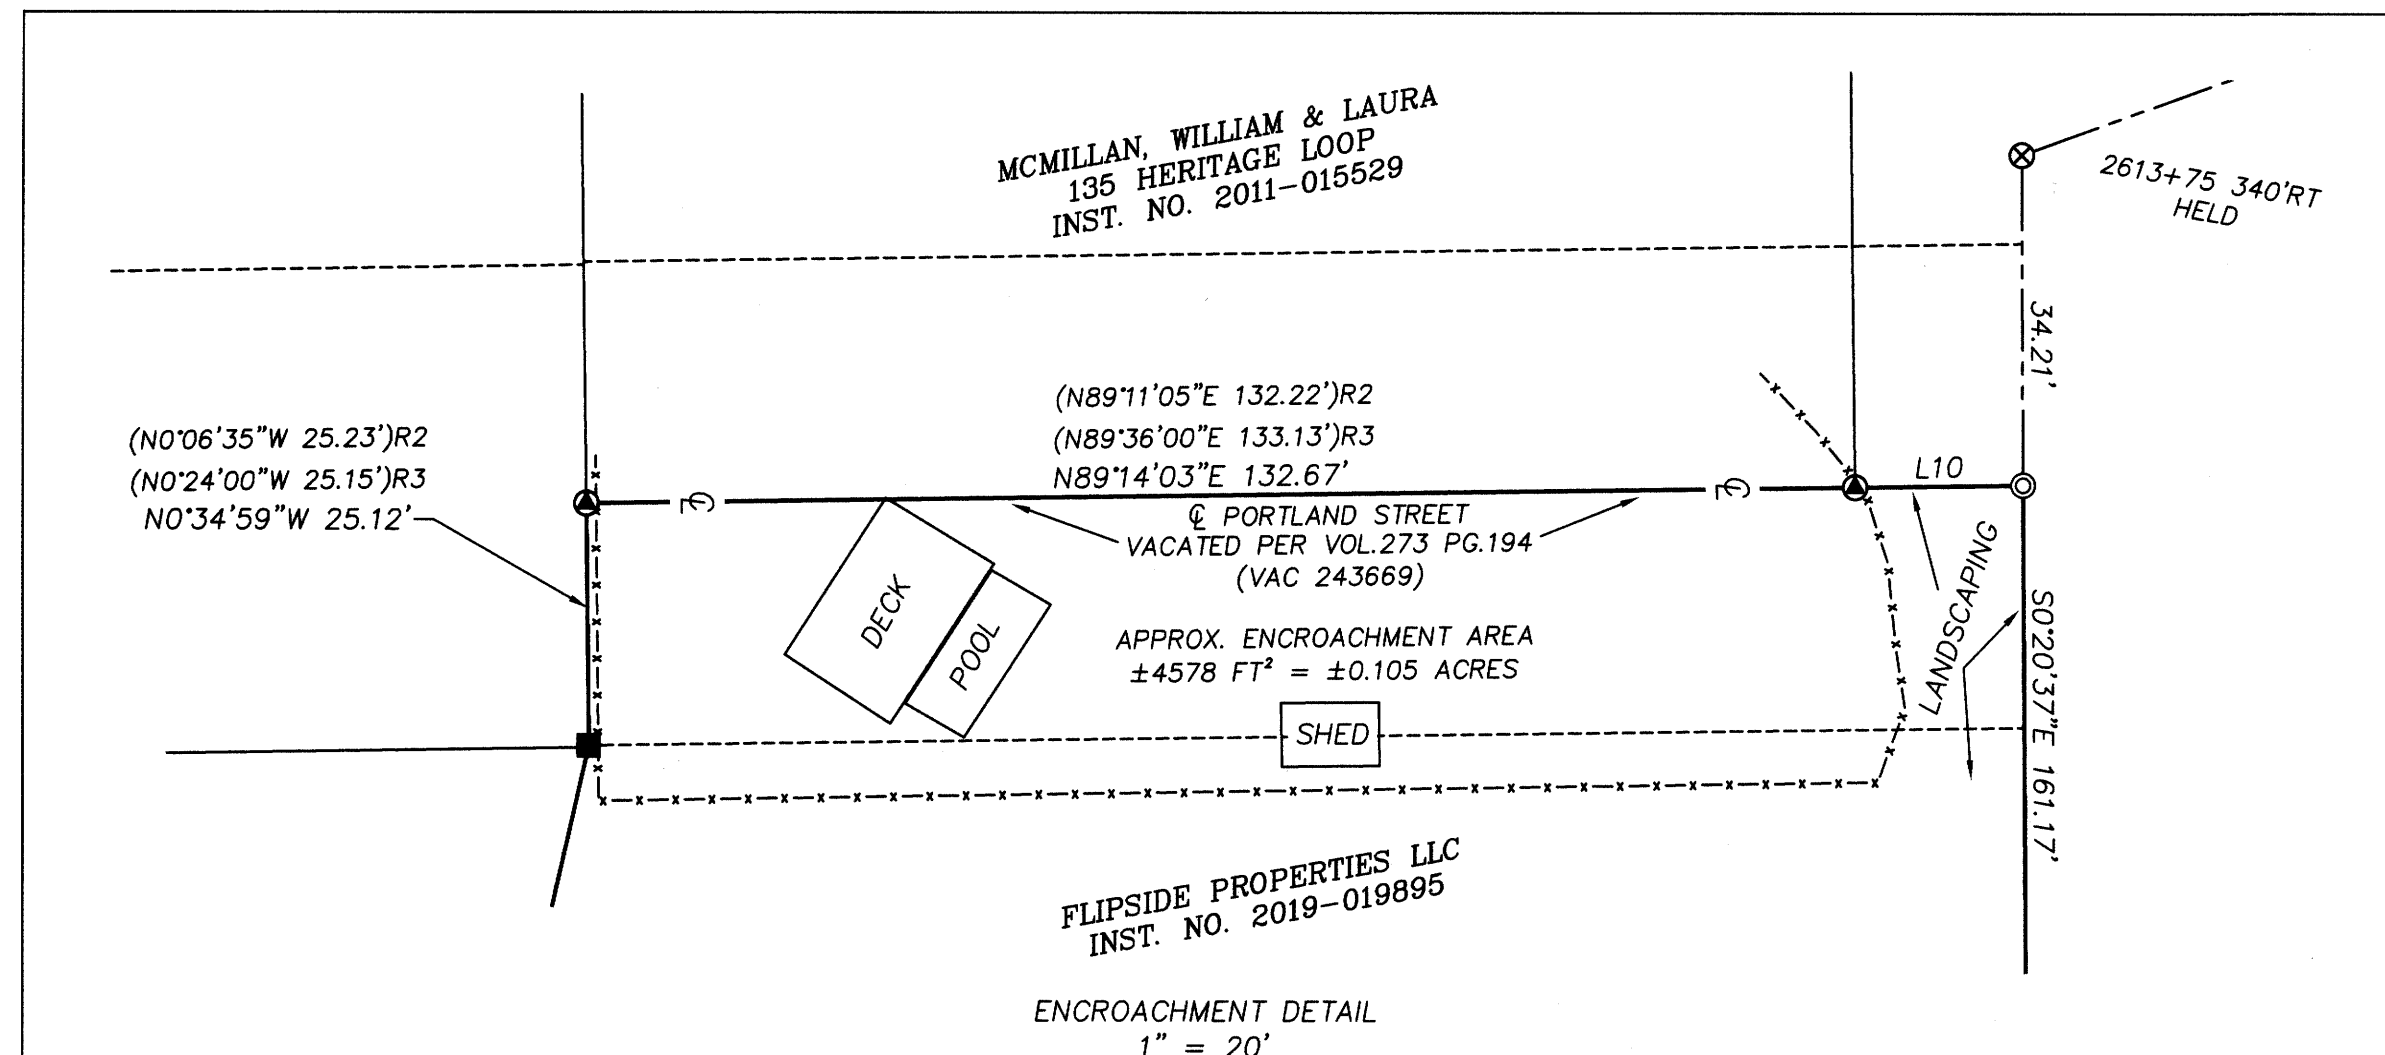 MCMILLAN, WILLIAM & LAURA
135 HERITAGE LOOP
INST. NO. 2011-015529
2613+75 340'RT
HELD
34.21'
(N0°06'35"W 25.23')R2
(N0°24'00"W 25.15')R3
N0°34'59"W 25.12'
(N89°11'05"E 132.22')R2
(N89°36'00"E 133.13')R3
N89°14'03"E 132.67'
L10
℄
℄
℄ PORTLAND STREET
VACATED PER VOL.273 PG.194
(VAC 243669)
DECK
POOL
APPROX. ENCROACHMENT AREA
±4578 FT² = ±0.105 ACRES
SHED
LANDSCAPING
S0°20'37"E 161.17'
FLIPSIDE PROPERTIES LLC
INST. NO. 2019-019895
ENCROACHMENT DETAIL
1" = 20'